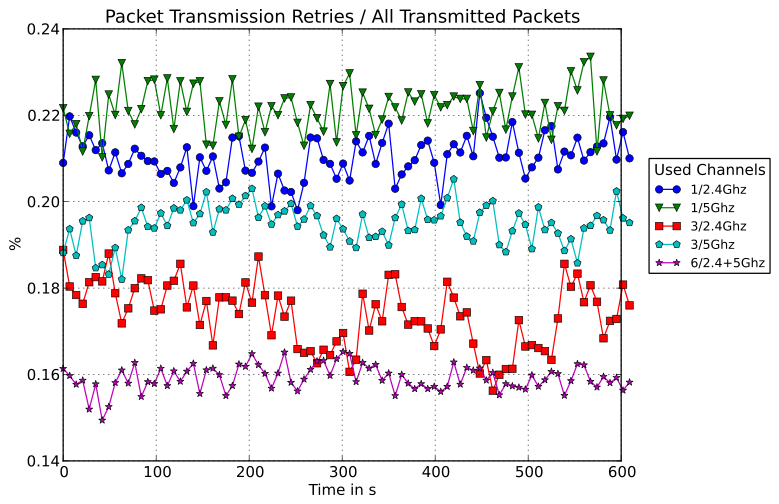 Packet Transmission Retries / All Transmitted Packets
0.24
0.22
0.20
0.18
0.16
0.14
%
0 100 200 300 400 500 600
Time in s
Used Channels
1/2.4Ghz
1/5Ghz
3/2.4Ghz
3/5Ghz
6/2.4+5Ghz